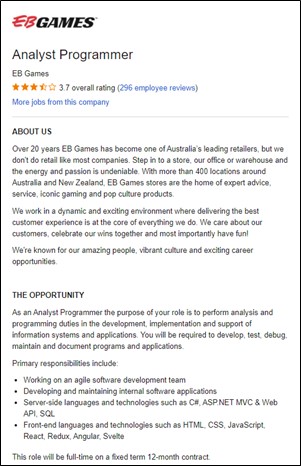 EB GAMES
Analyst Programmer
EB Games
3.7 overall rating (296 employee reviews)
More jobs from this company
ABOUT US
Over 20 years EB Games has become one of Australia's leading retailers, but we
don't do retail like most companies. Step in to a store, our office or warehouse and
the energy and passion is undeniable. With more than 400 locations around
Australia and New Zealand, EB Games stores are the home of expert advice,
service, iconic gaming and pop culture products.
We work in a dynamic and exciting environment where delivering the best
customer experience is at the core of everything we do. We care about our
customers, celebrate our wins together and most importantly have fun!
We're known for our amazing people, vibrant culture and exciting career
opportunities.
THE OPPORTUNITY
As an Analyst Programmer the purpose of your role is to perform analysis and
programming duties in the development, implementation and support of
information systems and applications. You will be required to develop, test, debug,
maintain and document programs and applications.
Primary responsibilities include:
• Working on an agile software development team
• Developing and maintaining internal software applications
• Server-side languages and technologies such as C#, ASP.NET MVC & Web
API, SQL
• Front-end languages and technologies such as HTML, CSS, JavaScript,
React, Redux, Angular, Svelte
This role will be full-time on a fixed term 12-month contract.